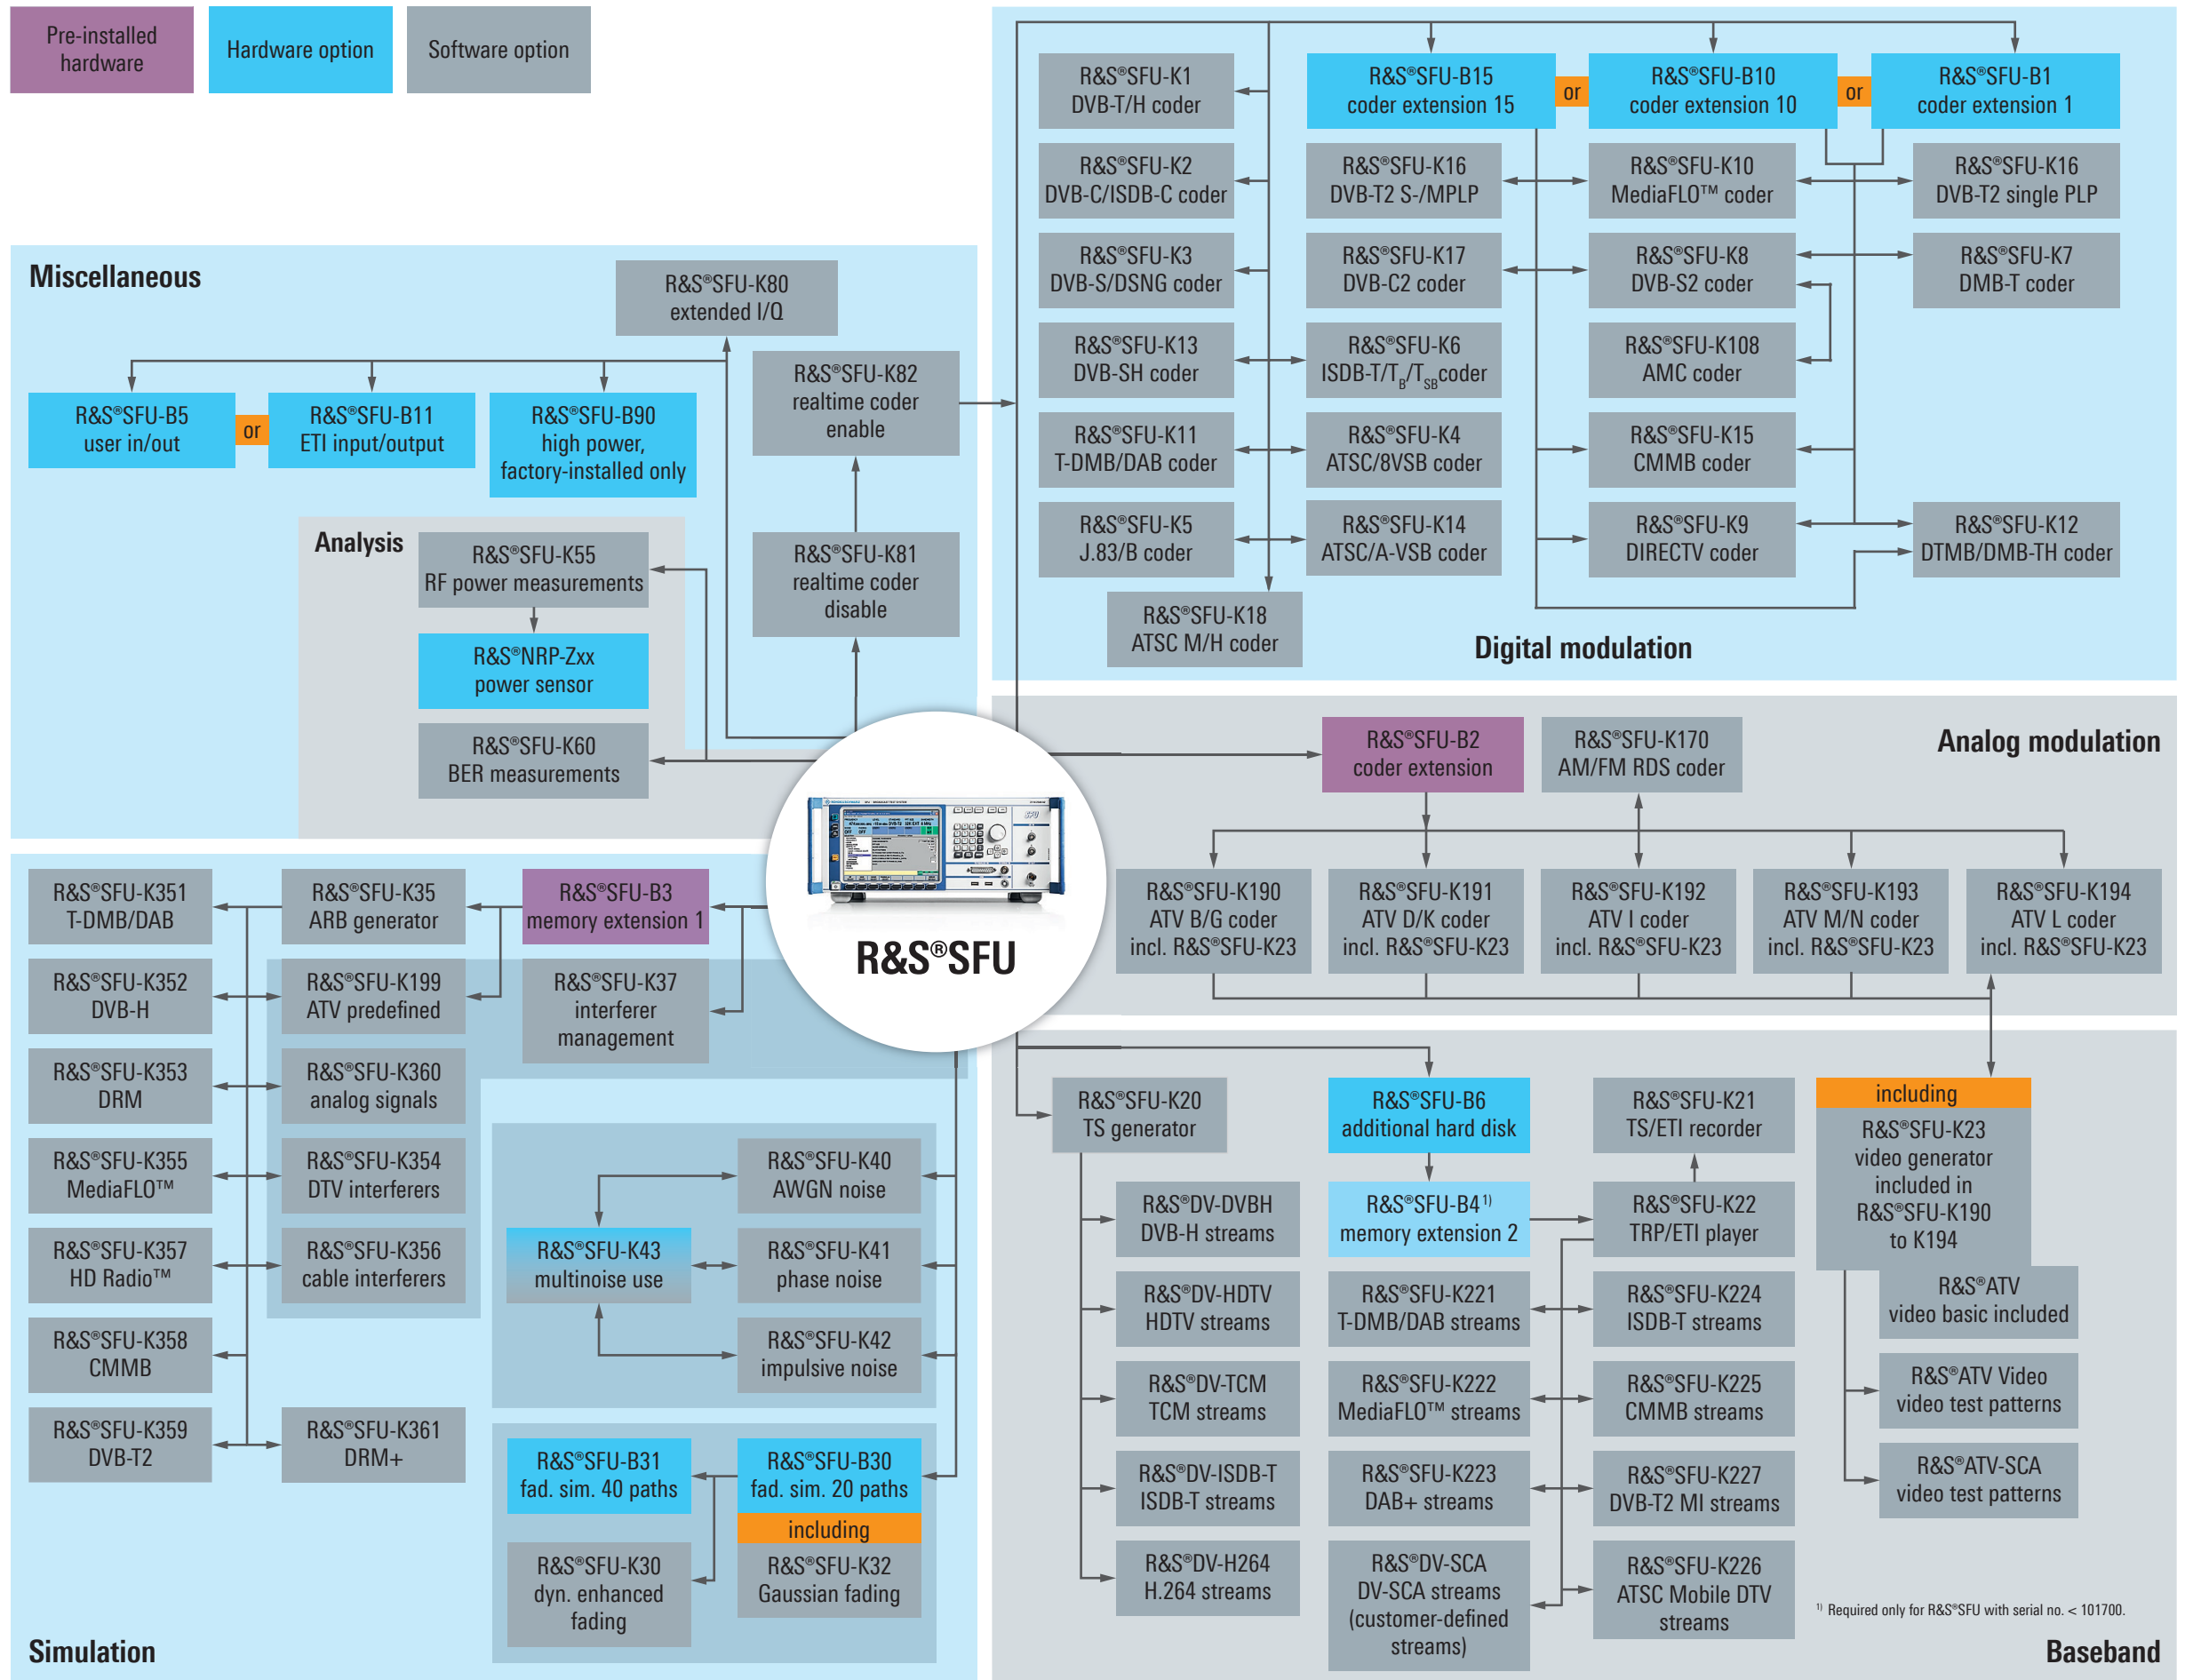 Pre-installed
hardware
Hardware option
Software option
Miscellaneous
R&S®SFU-K80
extended I/Q
R&S®SFU-B5
user in/out
or
R&S®SFU-B11
ETI input/output
R&S®SFU-B90
high power,
factory-installed only
R&S®SFU-K82
realtime coder
enable
R&S®SFU-K81
realtime coder
disable
Analysis
R&S®SFU-K55
RF power measurements
R&S®NRP-Zxx
power sensor
R&S®SFU-K60
BER measurements
R&S®SFU-K1
DVB-T/H coder
R&S®SFU-B15
coder extension 15
or
R&S®SFU-B10
coder extension 10
or
R&S®SFU-B1
coder extension 1
R&S®SFU-K2
DVB-C/ISDB-C coder
R&S®SFU-K16
DVB-T2 S-/MPLP
R&S®SFU-K10
MediaFLO™ coder
R&S®SFU-K16
DVB-T2 single PLP
R&S®SFU-K3
DVB-S/DSNG coder
R&S®SFU-K17
DVB-C2 coder
R&S®SFU-K8
DVB-S2 coder
R&S®SFU-K7
DMB-T coder
R&S®SFU-K13
DVB-SH coder
R&S®SFU-K6
ISDB-T/TB/TSB coder
R&S®SFU-K108
AMC coder
R&S®SFU-K11
T-DMB/DAB coder
R&S®SFU-K4
ATSC/8VSB coder
R&S®SFU-K15
CMMB coder
R&S®SFU-K5
J.83/B coder
R&S®SFU-K14
ATSC/A-VSB coder
R&S®SFU-K9
DIRECTV coder
R&S®SFU-K12
DTMB/DMB-TH coder
R&S®SFU-K18
ATSC M/H coder
Digital modulation
R&S®SFU-B2
coder extension
R&S®SFU-K170
AM/FM RDS coder
Analog modulation
R&S®SFU-K190
ATV B/G coder
incl. R&S®SFU-K23
R&S®SFU-K191
ATV D/K coder
incl. R&S®SFU-K23
R&S®SFU-K192
ATV I coder
incl. R&S®SFU-K23
R&S®SFU-K193
ATV M/N coder
incl. R&S®SFU-K23
R&S®SFU-K194
ATV L coder
incl. R&S®SFU-K23
SFU
R&S®SFU
R&S®SFU-K351
T-DMB/DAB
R&S®SFU-K35
ARB generator
R&S®SFU-B3
memory extension 1
R&S®SFU-K352
DVB-H
R&S®SFU-K199
ATV predefined
R&S®SFU-K37
interferer
management
R&S®SFU-K353
DRM
R&S®SFU-K360
analog signals
R&S®SFU-K355
MediaFLO™
R&S®SFU-K354
DTV interferers
R&S®SFU-K40
AWGN noise
R&S®SFU-K357
HD Radio™
R&S®SFU-K356
cable interferers
R&S®SFU-K43
multinoise use
R&S®SFU-K41
phase noise
R&S®SFU-K358
CMMB
R&S®SFU-K42
impulsive noise
R&S®SFU-K359
DVB-T2
R&S®SFU-K361
DRM+
R&S®SFU-B31
fad. sim. 40 paths
R&S®SFU-B30
fad. sim. 20 paths
including
R&S®SFU-K30
dyn. enhanced
fading
R&S®SFU-K32
Gaussian fading
Simulation
R&S®SFU-K20
TS generator
R&S®SFU-B6
additional hard disk
R&S®SFU-K21
TS/ETI recorder
including
R&S®SFU-K23
video generator
included in
R&S®SFU-K190
to K194
R&S®DV-DVBH
DVB-H streams
R&S®SFU-B4 1)
memory extension 2
R&S®SFU-K22
TRP/ETI player
R&S®DV-HDTV
HDTV streams
R&S®SFU-K221
T-DMB/DAB streams
R&S®SFU-K224
ISDB-T streams
R&S®ATV
video basic included
R&S®DV-TCM
TCM streams
R&S®SFU-K222
MediaFLO™ streams
R&S®SFU-K225
CMMB streams
R&S®ATV Video
video test patterns
R&S®DV-ISDB-T
ISDB-T streams
R&S®SFU-K223
DAB+ streams
R&S®SFU-K227
DVB-T2 MI streams
R&S®ATV-SCA
video test patterns
R&S®DV-H264
H.264 streams
R&S®DV-SCA
DV-SCA streams
(customer-defined
streams)
R&S®SFU-K226
ATSC Mobile DTV
streams
1) Required only for R&S®SFU with serial no. < 101700.
Baseband